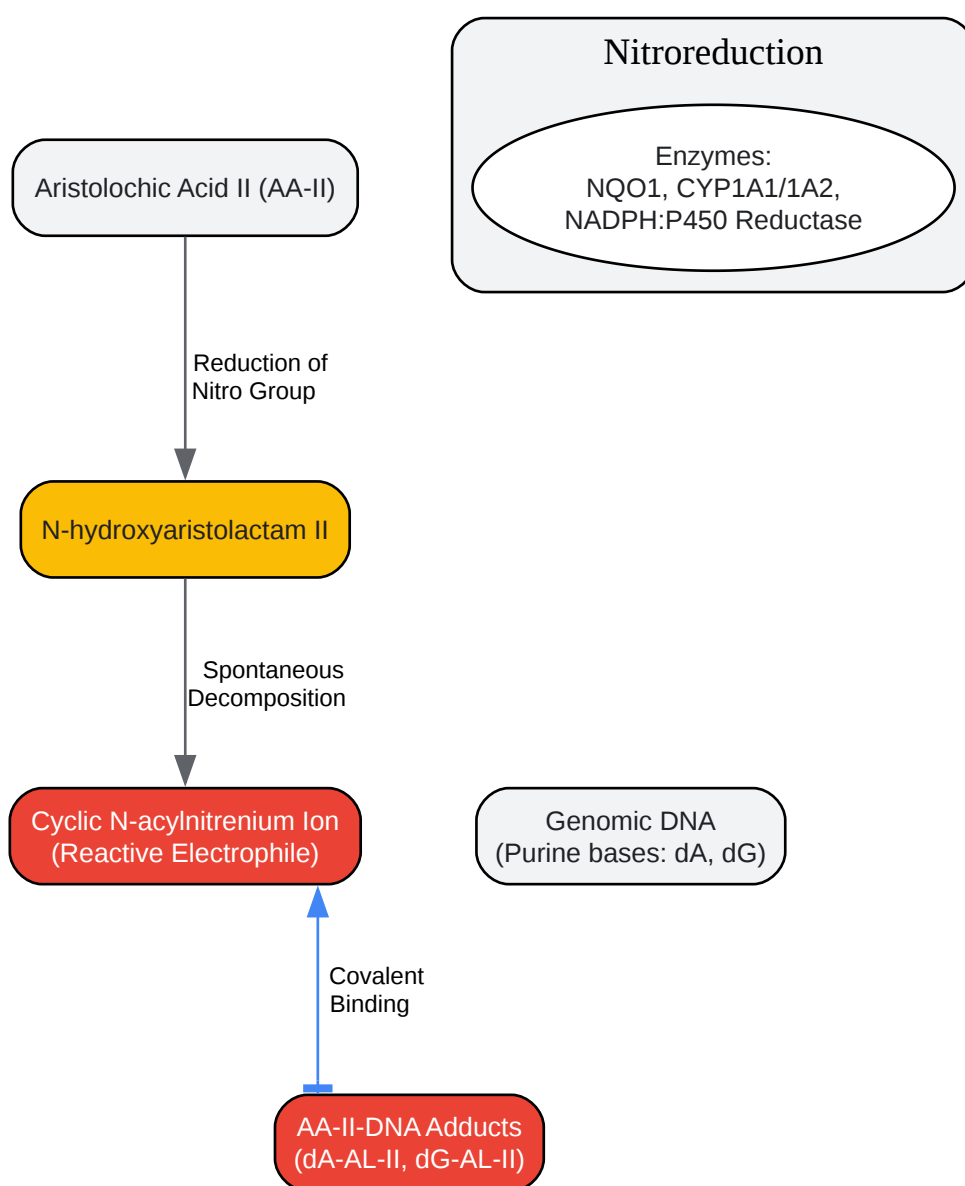 Nitroreduction
Enzymes:
NQO1, CYP1A1/1A2,
NADPH:P450 Reductase
Aristolochic Acid II (AA-II)
Reduction of
Nitro Group
N-hydroxyaristolactam II
Spontaneous
Decomposition
Cyclic N-acylnitrenium Ion
(Reactive Electrophile)
Genomic DNA
(Purine bases: dA, dG)
Covalent
Binding
AA-II-DNA Adducts
(dA-AL-II, dG-AL-II)